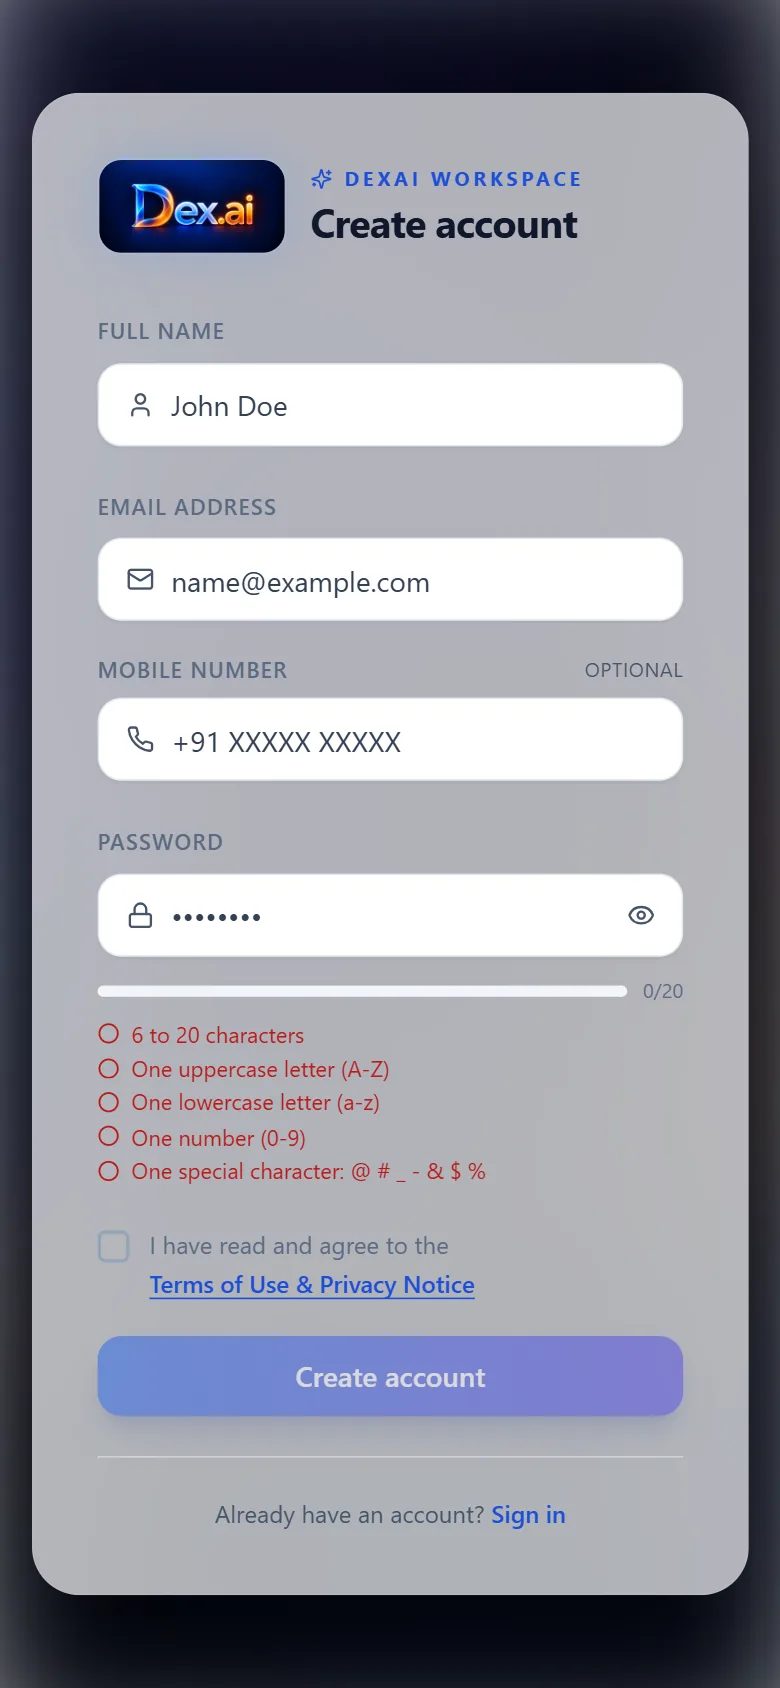 Dex.ai
DEXAI WORKSPACE
Create account
FULL NAME
John Doe
EMAIL ADDRESS
name@example.com
MOBILE NUMBER OPTIONAL
+91 XXXXX XXXXX
PASSWORD
••••••••
0/20
6 to 20 characters
One uppercase letter (A-Z)
One lowercase letter (a-z)
One number (0-9)
One special character: @ # _ - & $ %
I have read and agree to the
Terms of Use & Privacy Notice
Create account
Already have an account? Sign in